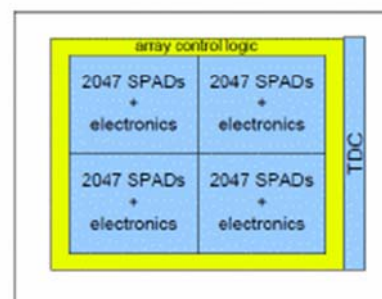 array control logic
2047 SPADs
+
electronics
2047 SPADs
+
electronics
2047 SPADs
+
electronics
2047 SPADs
+
electronics
TDC